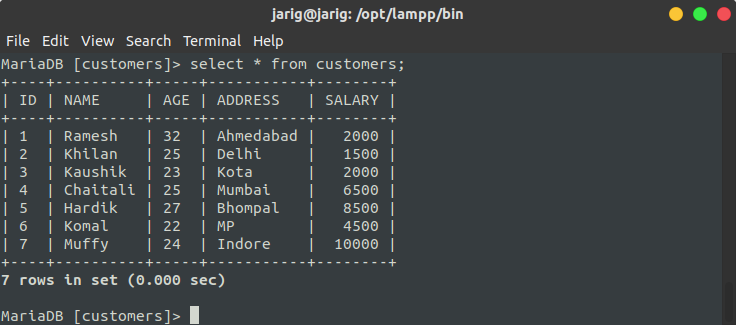 jarig@jarig: /opt/lampp/bin
File Edit View Search Terminal Help
MariaDB [customers]> select * from customers;
+----+----------+-----+-----------+--------+
| ID | NAME     | AGE | ADDRESS   | SALARY |
+----+----------+-----+-----------+--------+
| 1  | Ramesh   | 32  | Ahmedabad |   2000 |
| 2  | Khilan   | 25  | Delhi     |   1500 |
| 3  | Kaushik  | 23  | Kota      |   2000 |
| 4  | Chaitali | 25  | Mumbai    |   6500 |
| 5  | Hardik   | 27  | Bhompal   |   8500 |
| 6  | Komal    | 22  | MP        |   4500 |
| 7  | Muffy    | 24  | Indore    |  10000 |
+----+----------+-----+-----------+--------+
7 rows in set (0.000 sec)
MariaDB [customers]>